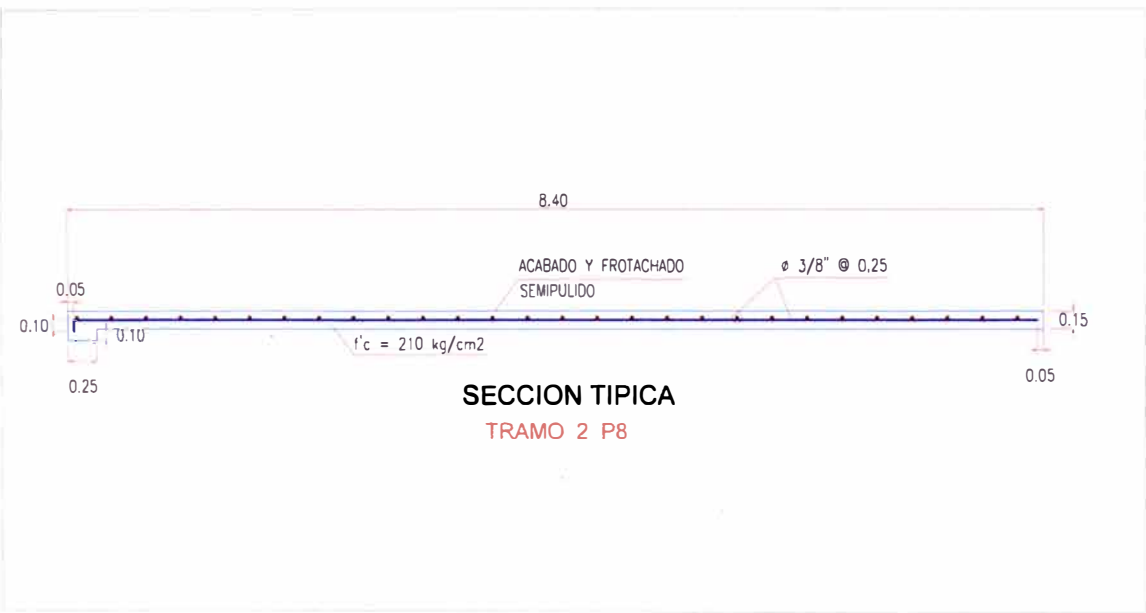 8.40
ACABADO Y FROTACHADO
SEMIPULIDO
ø 3/8" @ 0,25
0.05
0.10
0.10
0.15
f'c = 210 kg/cm2
0.25
0.05
SECCION TIPICA
TRAMO 2 P8